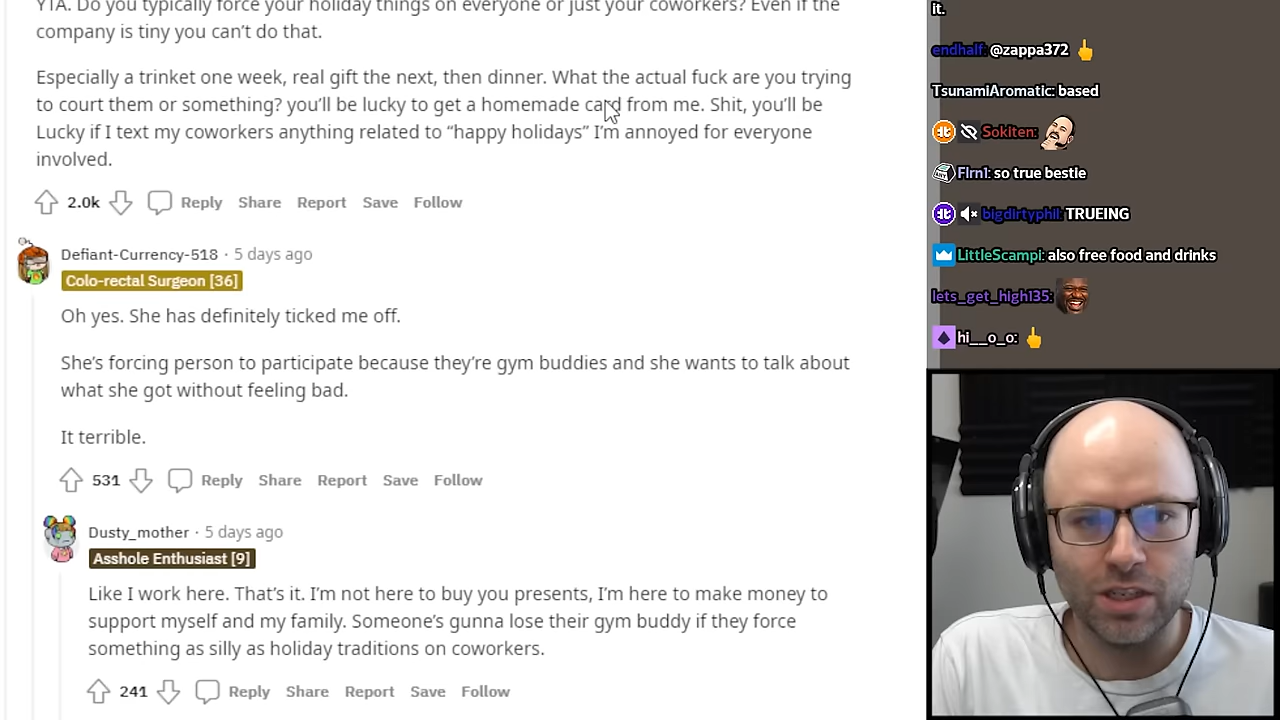 YTA. Do you typically force your holiday things on everyone or just your coworkers? Even if the
company is tiny you can't do that.
Especially a trinket one week, real gift the next, then dinner. What the actual fuck are you trying
to court them or something? you'll be lucky to get a homemade card from me. Shit, you'll be
Lucky if I text my coworkers anything related to “happy holidays” I'm annoyed for everyone
involved.
2.0k Reply Share Report Save Follow
Defiant-Currency-518 · 5 days ago
Colo-rectal Surgeon [36]
Oh yes. She has definitely ticked me off.
She's forcing person to participate because they're gym buddies and she wants to talk about
what she got without feeling bad.
It terrible.
531 Reply Share Report Save Follow
Dusty_mother · 5 days ago
Asshole Enthusiast [9]
Like I work here. That's it. I'm not here to buy you presents, I'm here to make money to
support myself and my family. Someone's gunna lose their gym buddy if they force
something as silly as holiday traditions on coworkers.
241 Reply Share Report Save Follow
it.
endhalf: @zappa372
TsunamiAromatic: based
Sokiten:
Flrn1: so true bestie
bigdirtyphil: TRUEING
LittleScampi: also free food and drinks
lets_get_high135:
hi__o_o: